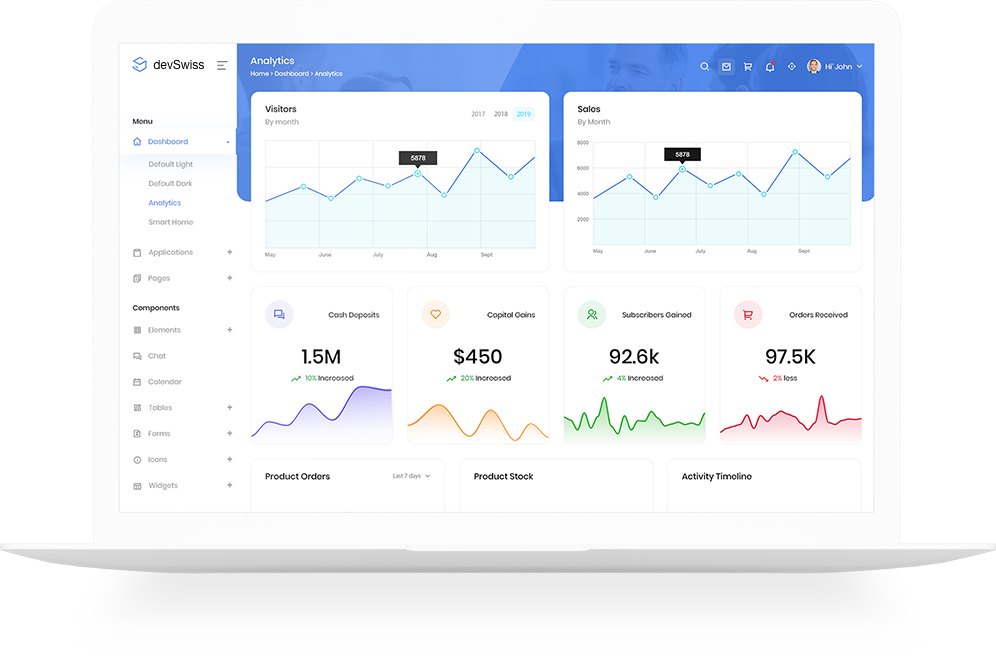 devSwiss
Menu
Dashboard
Default Light
Default Dark
Analytics
Smart Home
Applications +
Pages +
Components
Elements +
Chat
Calendar
Tables +
Forms +
Icons +
Widgets +
Analytics
Home > Dashboard > Analytics
Hi John
Visitors
By month
2017 2018 2019
5878
May June July Aug Sept
Sales
By Month
8000
6000
4000
2000
5878
May June July Aug Sept
Cash Deposits
1.5M
10% Increased
Capital Gains
$450
20% Increased
Subscribers Gained
92.6k
4% Increased
Orders Received
97.5K
2% less
Product Orders
Last 7 days
Product Stock
Activity Timeline